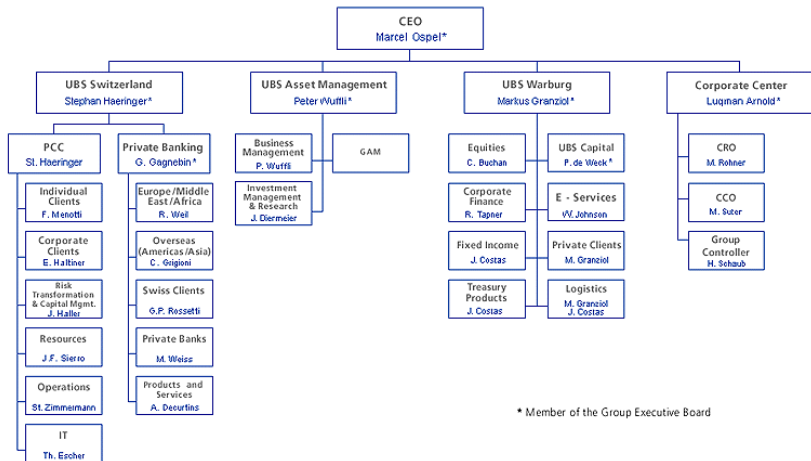 CEO
Marcel Ospel*
UBS Switzerland
Stephan Haeringer*
UBS Asset Management
Peter Wuffli*
UBS Warburg
Markus Granziol*
Corporate Center
Luqman Arnold*
PCC
St. Haeringer
Individual
Clients
F. Menotti
Corporate
Clients
E. Haltiner
Risk
Transformation
& Capital Mgmt.
J. Haller
Resources
J.F. Sierro
Operations
St. Zimmermann
IT
Th. Escher
Private Banking
G. Gagnebin *
Europe/Middle
East/Africa
R. Weil
Overseas
(Americas/Asia)
C. Grigioni
Swiss Clients
G.P. Rossetti
Private Banks
M. Weiss
Products and
Services
A. Decurtins
Business
Management
P. Wuffli
GAM
Investment
Management
& Research
J. Diermeier
Equities
C. Buchan
UBS Capital
P. de Weck *
Corporate
Finance
R. Tapner
E - Services
W. Johnson
Fixed Income
J. Costas
Private Clients
M. Granziol
Treasury
Products
J. Costas
Logistics
M. Granziol
J. Costas
CRO
M. Rohner
CCO
M. Suter
Group
Controller
H. Schaub
* Member of the Group Executive Board